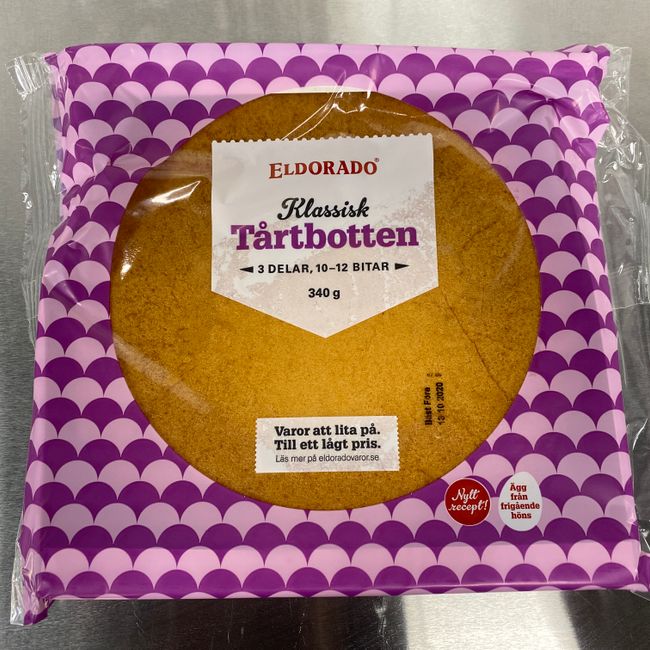 ELDORADO®
Klassisk
Tårtbotten
3 DELAR, 10–12 BITAR
340 g
Bäst Före
13 10 2020
Varor att lita på.
Till ett lågt pris.
Läs mer på eldoradovaror.se
Nytt
recept!
Ägg
från
frigående
höns